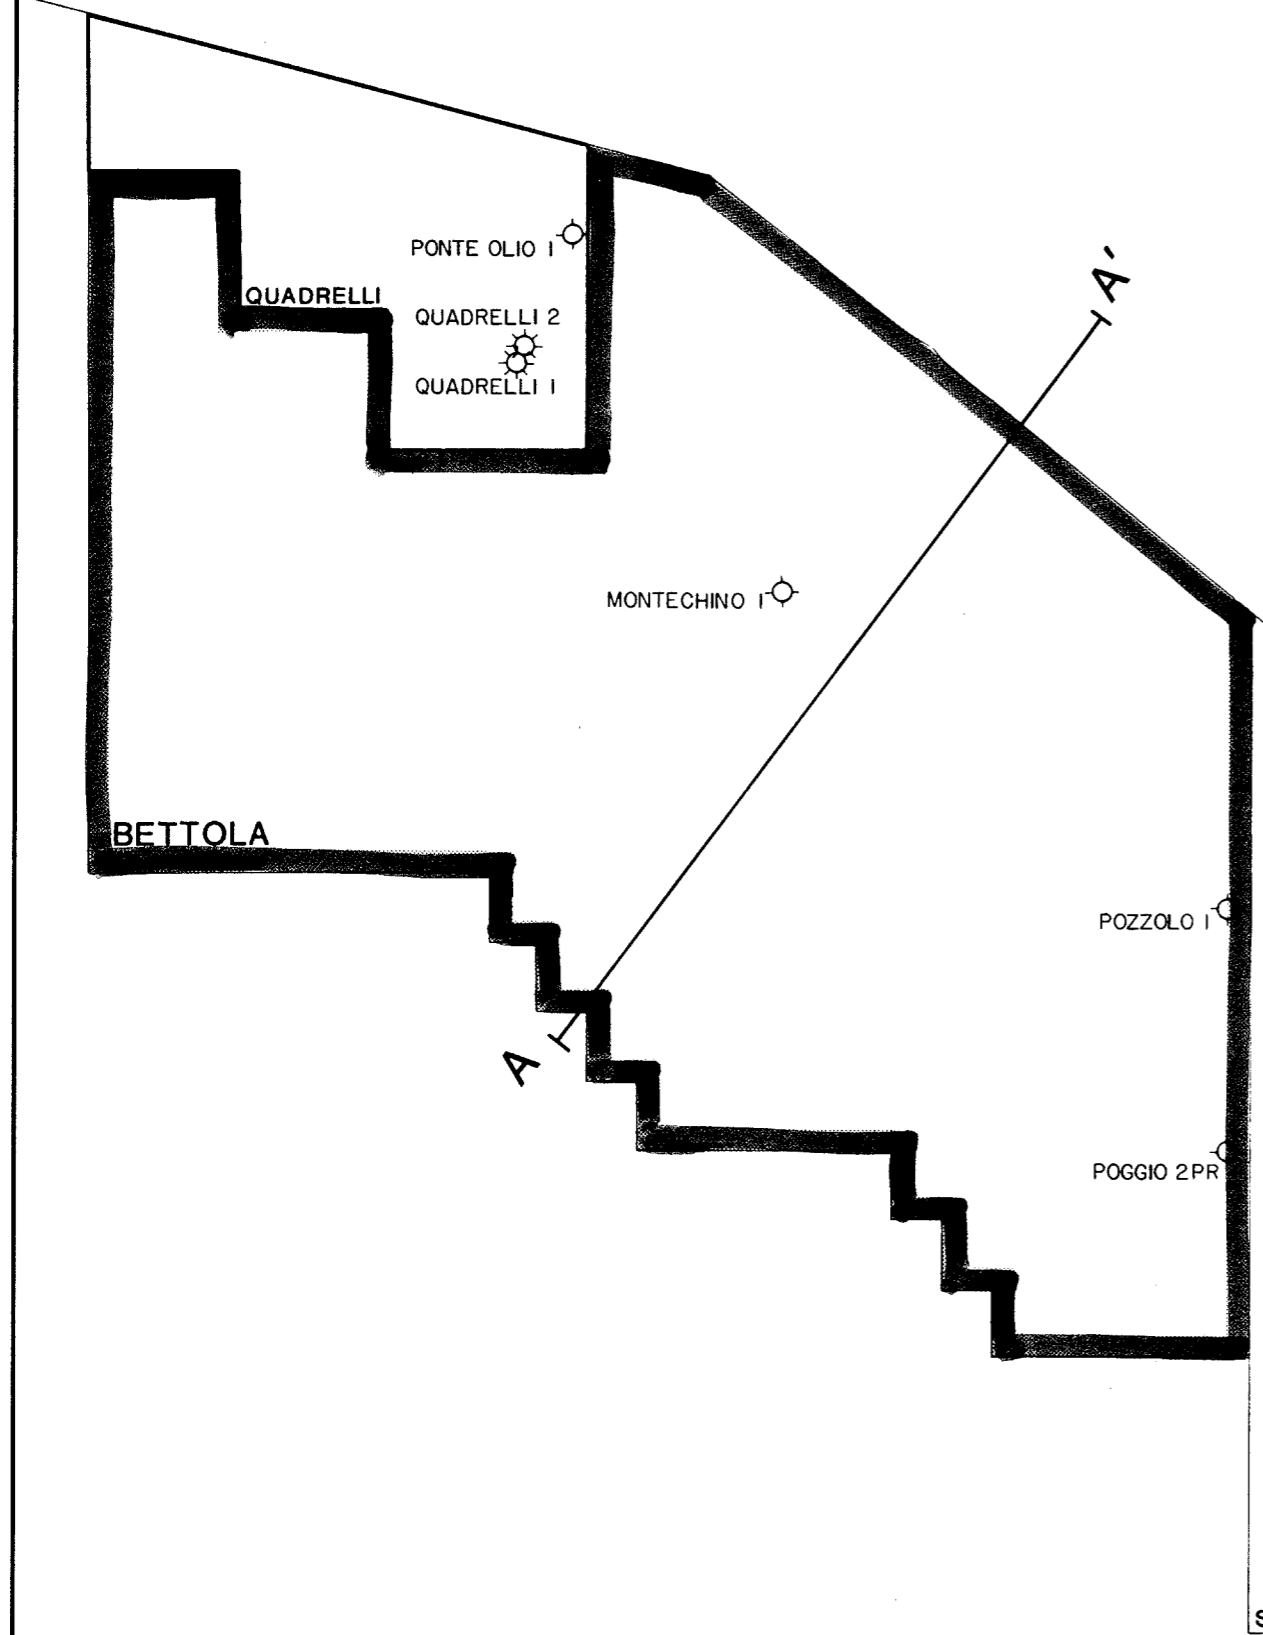 A'
PONTE OLIO 1
QUADRELLI
QUADRELLI 2
QUADRELLI 1
MONTECHINO 1
BETTOLA
POZZOLO 1
A
POGGIO 2PR
S